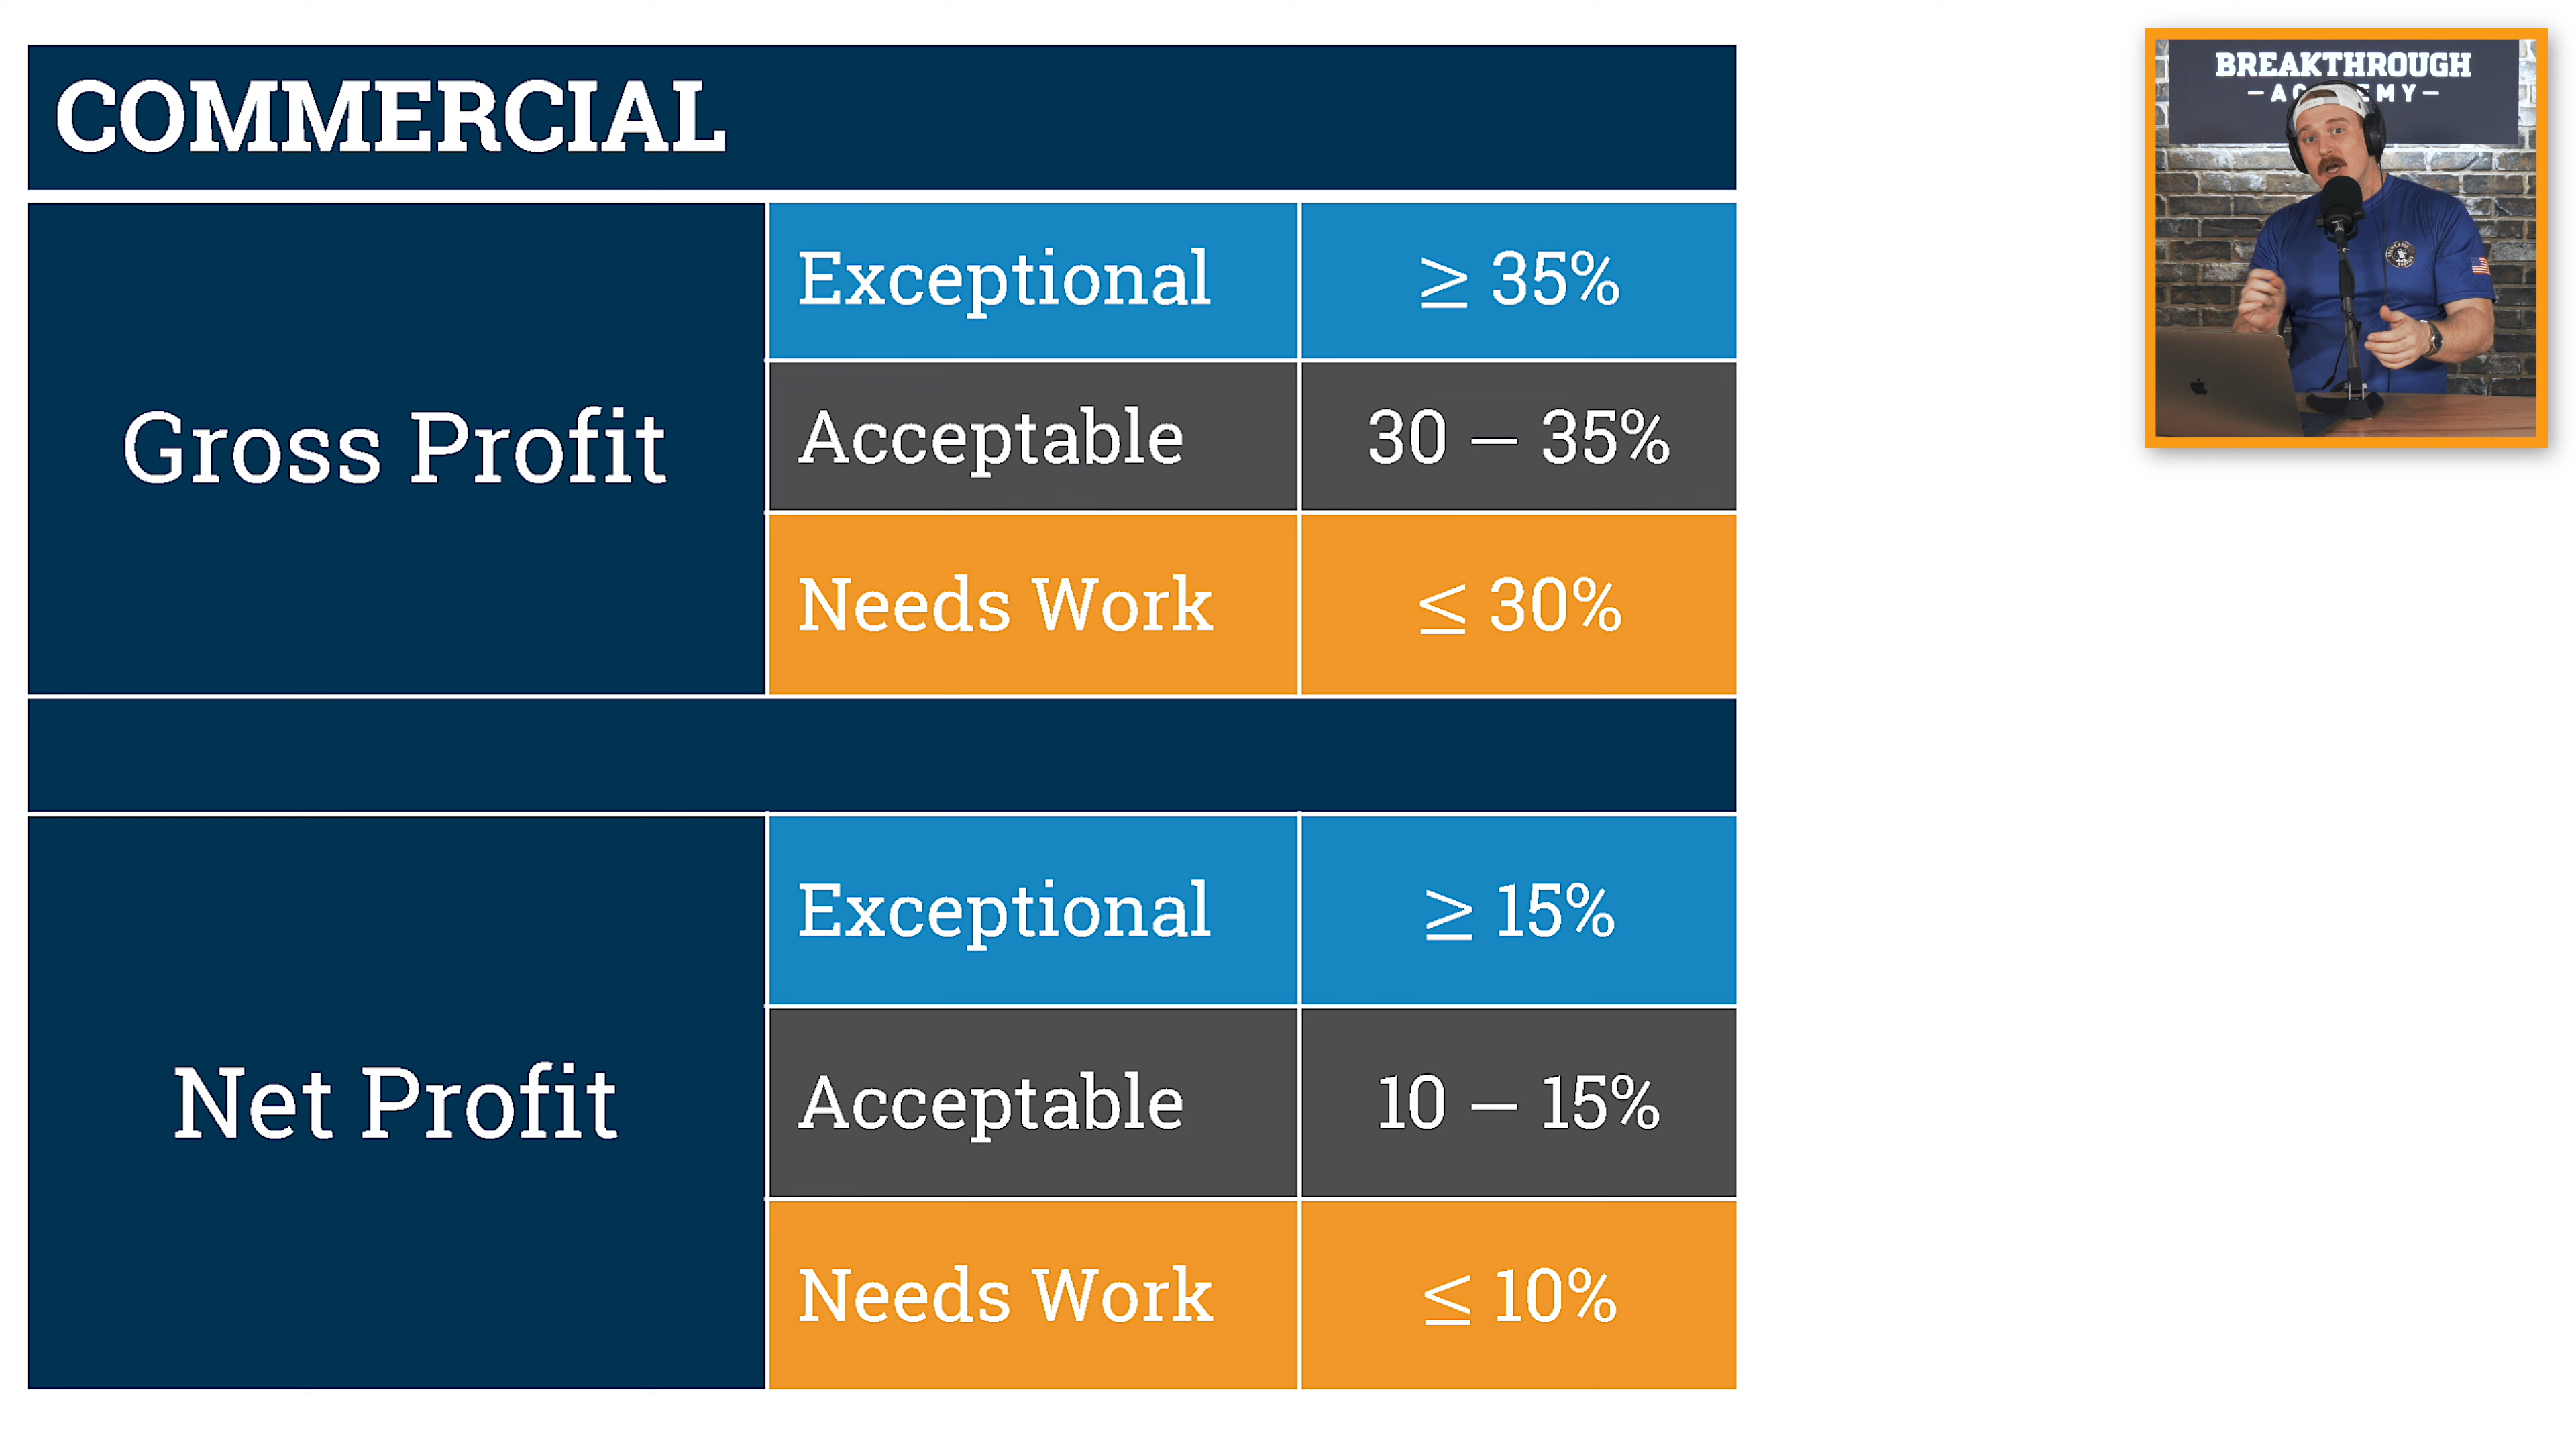 COMMERCIAL
Gross Profit
Exceptional ≥ 35%
Acceptable 30 – 35%
Needs Work ≤ 30%
Net Profit
Exceptional ≥ 15%
Acceptable 10 – 15%
Needs Work ≤ 10%
BREAKTHROUGH